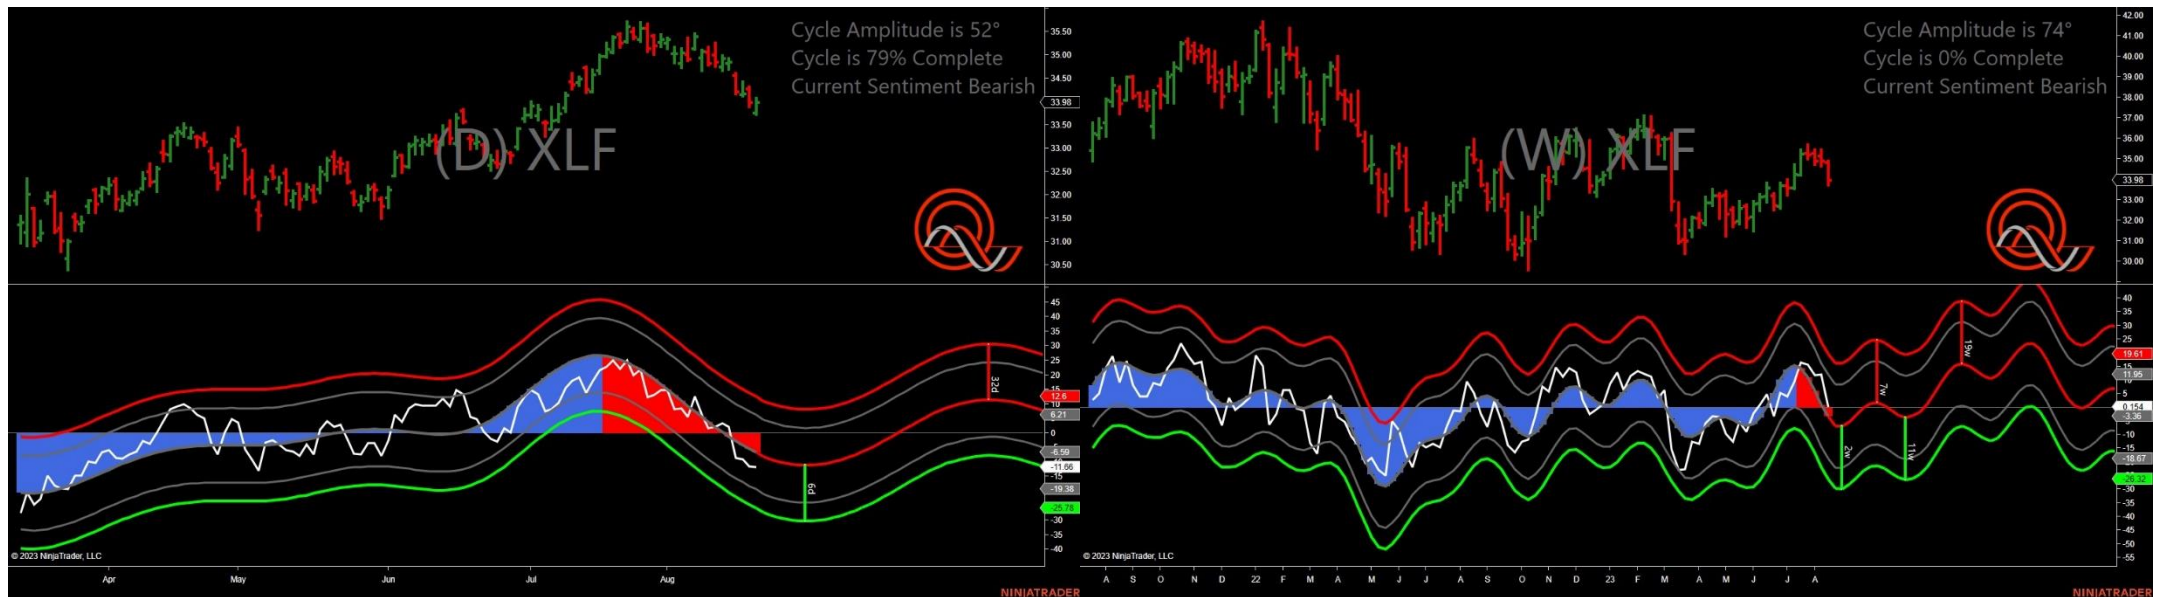 Cycle Amplitude is 52°
Cycle is 79% Complete
Current Sentiment Bearish
(D) XLF
35.50
35.00
34.50
33.98
33.50
33.00
32.50
32.00
31.50
31.00
30.50
45
40
35
30
25
20
15
12.6
10
6.21
0
-6.59
-11.66
-15
-19.38
-25.78
-30
-35
-40
32d
9d
© 2023 NinjaTrader, LLC
Apr
May
Jun
Jul
Aug
NINJATRADER
Cycle Amplitude is 74°
Cycle is 0% Complete
Current Sentiment Bearish
(W) XLF
42.00
41.00
40.00
39.00
38.00
37.00
36.00
35.00
33.98
33.00
32.00
31.00
30.00
40
35
30
25
19.61
11.95
5
0.154
-3.36
-10
-15
-18.67
-26.32
-30
-35
-40
-45
-50
-55
2w
7w
11w
19w
© 2023 NinjaTrader, LLC
A S O N D 22 F M A M J J A S O N D 23 F M A M J J A
NINJATRADER